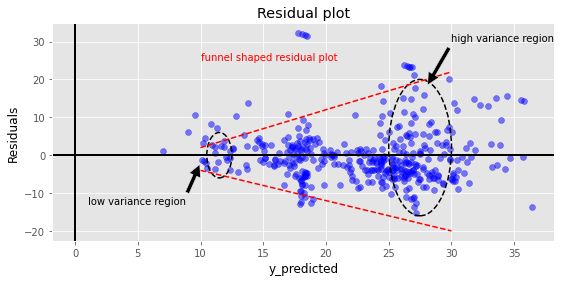 Residual plot
high variance region
funnel shaped residual plot
low variance region
Residuals
30
20
10
0
−10
−20
0
5
10
15
20
25
30
35
y_predicted